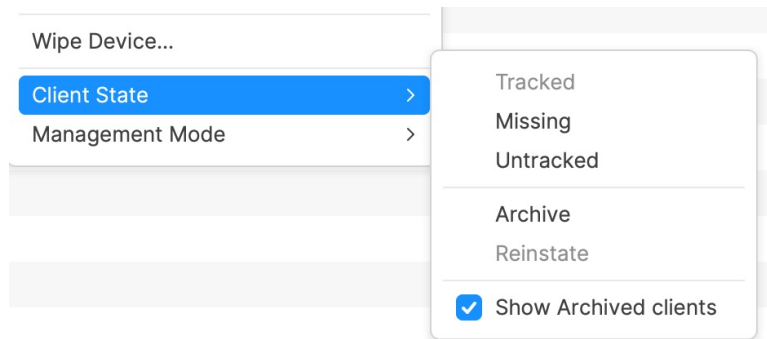 Wipe Device...
Client State
Management Mode
Tracked
Missing
Untracked
Archive
Reinstate
Show Archived clients